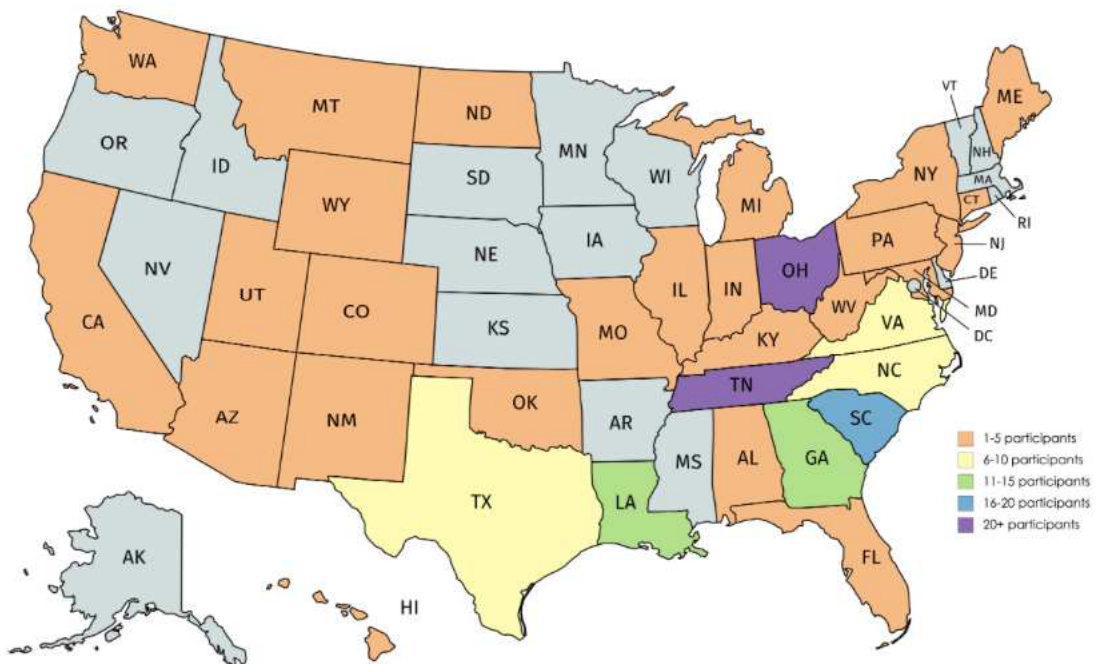 WA
MT
ND
MN
VT
ME
OR
ID
SD
WI
NH
NY
MA
WY
MI
CT
RI
IA
PA
NJ
NE
NV
OH
DE
UT
IL
IN
CO
MD
CA
WV
KS
MO
VA
DC
KY
NC
TN
OK
AZ
NM
AR
SC
MS
AL
GA
TX
LA
AK
FL
HI
1-5 participants
6-10 participants
11-15 participants
16-20 participants
20+ participants